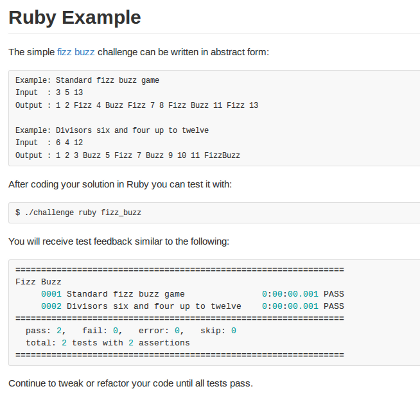 Ruby Example
The simple fizz buzz challenge can be written in abstract form:
Example: Standard fizz buzz game
Input  : 3 5 13
Output : 1 2 Fizz 4 Buzz Fizz 7 8 Fizz Buzz 11 Fizz 13
Example: Divisors six and four up to twelve
Input  : 6 4 12
Output : 1 2 3 Buzz 5 Fizz 7 Buzz 9 10 11 FizzBuzz
After coding your solution in Ruby you can test it with:
$ ./challenge ruby fizz_buzz
You will receive test feedback similar to the following:
==================================================================
Fizz Buzz
0001 Standard fizz buzz game 0:00:00.001 PASS
0002 Divisors six and four up to twelve 0:00:00.001 PASS
==================================================================
pass: 2,  fail: 0,  error: 0,  skip: 0
total: 2 tests with 2 assertions
==================================================================
Continue to tweak or refactor your code until all tests pass.